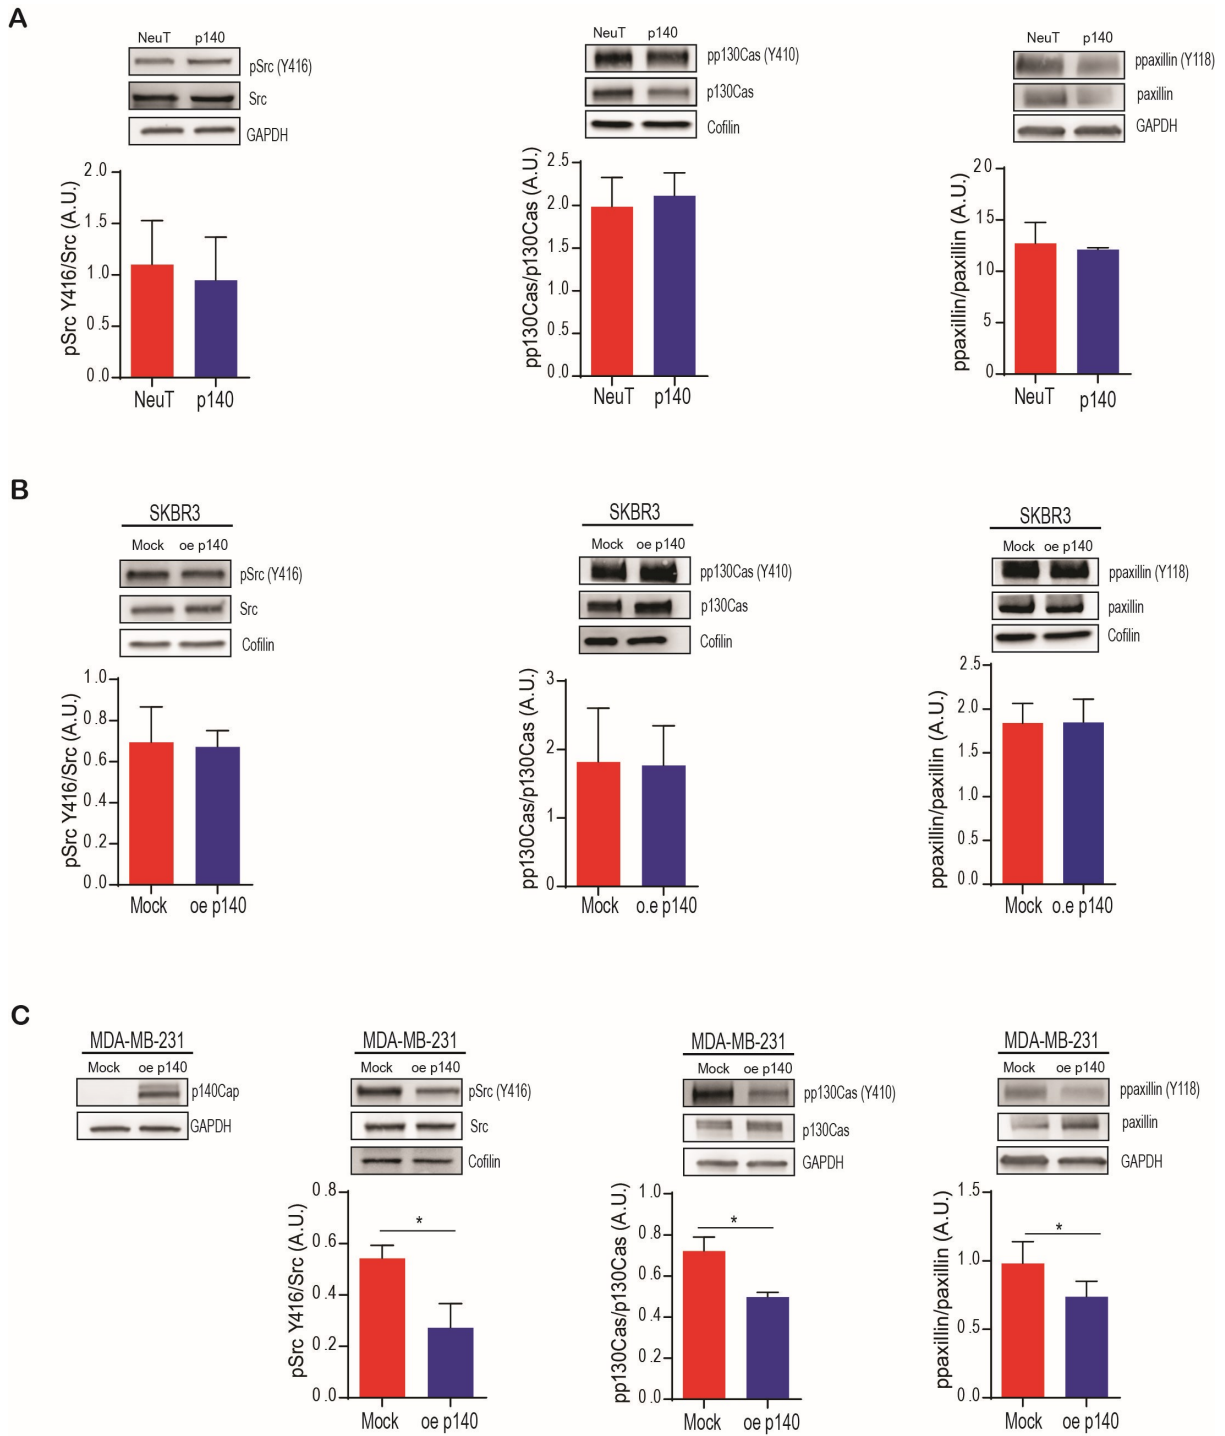 A
NeuT p140
pSrc (Y416)
Src
GAPDH
2.0
1.5
1.0
0.5
0.0
pSrc Y416/Src (A.U.)
NeuT p140
NeuT p140
pp130Cas (Y410)
p130Cas
Cofilin
2.5
2.0
1.5
1.0
0.5
0.0
pp130Cas/p130Cas (A.U.)
NeuT p140
NeuT p140
ppaxillin (Y118)
paxillin
GAPDH
20
15
10
5
0
ppaxillin/paxillin (A.U.)
NeuT p140
B
SKBR3
Mock oe p140
pSrc (Y416)
Src
Cofilin
1.0
0.8
0.6
0.4
0.2
0.0
pSrc Y416/Src (A.U.)
Mock oe p140
SKBR3
Mock oe p140
pp130Cas (Y410)
p130Cas
Cofilin
3
2
1
0
pp130Cas/p130Cas (A.U.)
Mock o.e p140
SKBR3
Mock oe p140
ppaxillin (Y118)
paxillin
Cofilin
2.5
2.0
1.5
1.0
0.5
0.0
ppaxillin/paxillin (A.U.)
Mock o.e p140
C
MDA-MB-231
Mock oe p140
p140Cap
GAPDH
MDA-MB-231
Mock oe p140
pSrc (Y416)
Src
Cofilin
0.8
0.6
0.4
0.2
0.0
pSrc Y416/Src (A.U.)
*
Mock oe p140
MDA-MB-231
Mock oe p140
pp130Cas (Y410)
p130Cas
GAPDH
1.0
0.8
0.6
0.4
0.2
0.0
pp130Cas/p130Cas (A.U.)
*
Mock oe p140
MDA-MB-231
Mock oe p140
ppaxillin (Y118)
paxillin
GAPDH
1.5
1.0
0.5
0.0
ppaxillin/paxillin (A.U.)
*
Mock oe p140